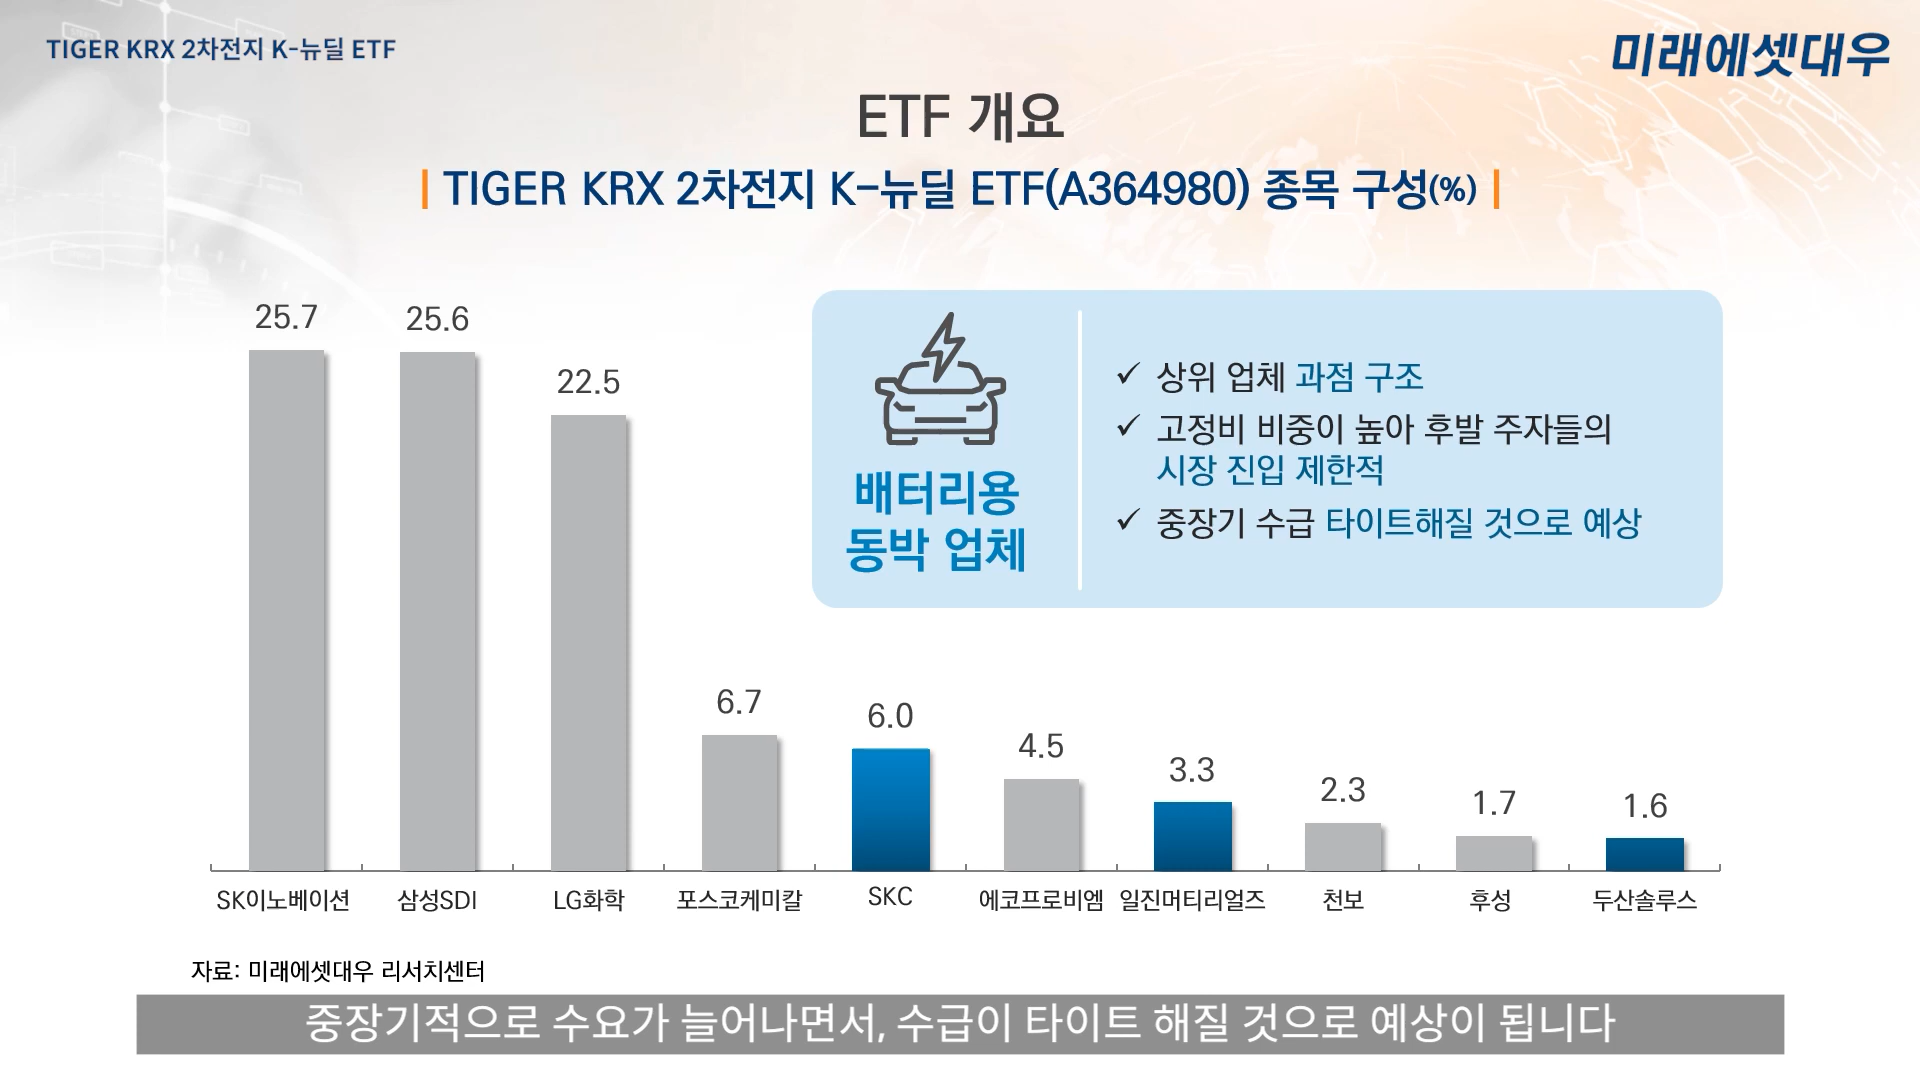 TIGER KRX 2차전지 K-뉴딜 ETF
미래에셋대우
ETF 개요
TIGER KRX 2차전지 K-뉴딜 ETF(A364980) 종목 구성(%)
25.7
25.6
22.5
6.7
6.0
4.5
3.3
2.3
1.7
1.6
배터리용
동박 업체
✓ 상위 업체 과점 구조
✓ 고정비 비중이 높아 후발 주자들의
시장 진입 제한적
✓ 중장기 수급 타이트해질 것으로 예상
SK이노베이션
삼성SDI
LG화학
포스코케미칼
SKC
에코프로비엠
일진머티리얼즈
천보
후성
두산솔루스
자료: 미래에셋대우 리서치센터
중장기적으로 수요가 늘어나면서, 수급이 타이트 해질 것으로 예상이 됩니다